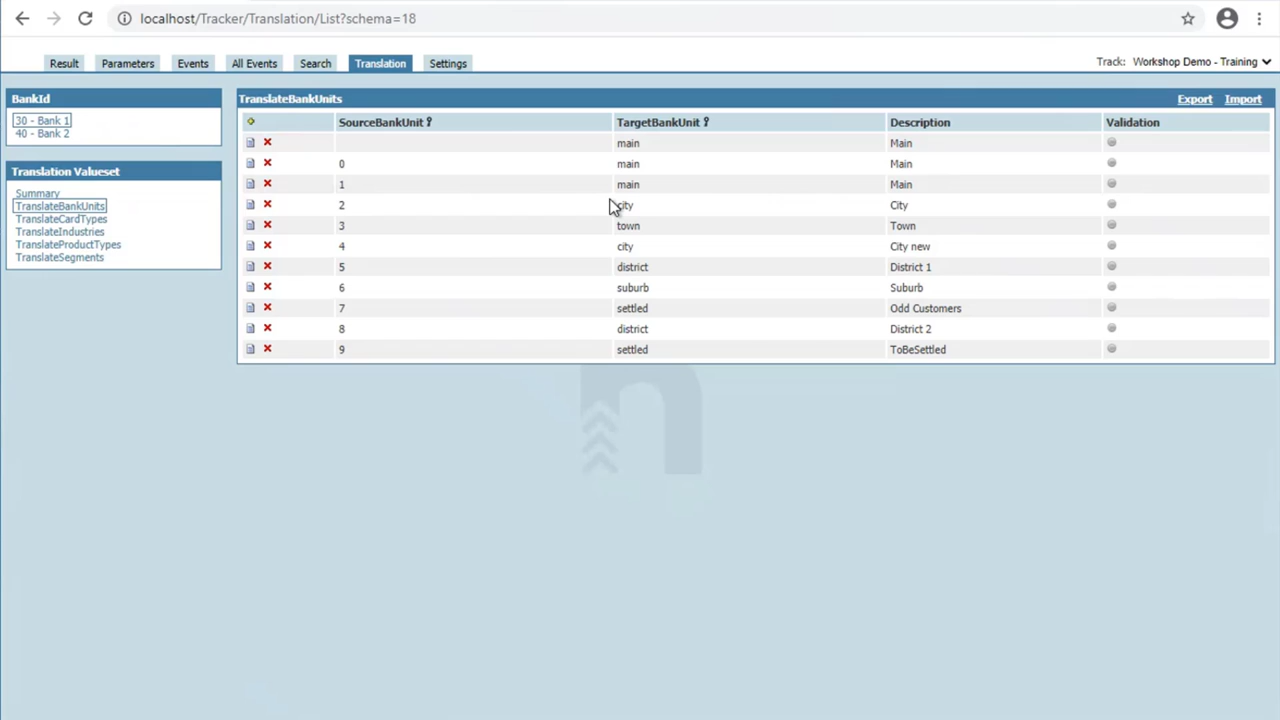 localhost/Tracker/Translation/List?schema=18
Result Parameters Events All Events Search Translation Settings Track: Workshop Demo - Training
BankId
30 - Bank 1
40 - Bank 2
Translation Valueset
Summary
TranslateBankUnits
TranslateCardTypes
TranslateIndustries
TranslateProductTypes
TranslateSegments
TranslateBankUnits Export Import
SourceBankUnit TargetBankUnit Description Validation
main Main
0 main Main
1 main Main
2 city City
3 town Town
4 city City new
5 district District 1
6 suburb Suburb
7 settled Odd Customers
8 district District 2
9 settled ToBeSettled